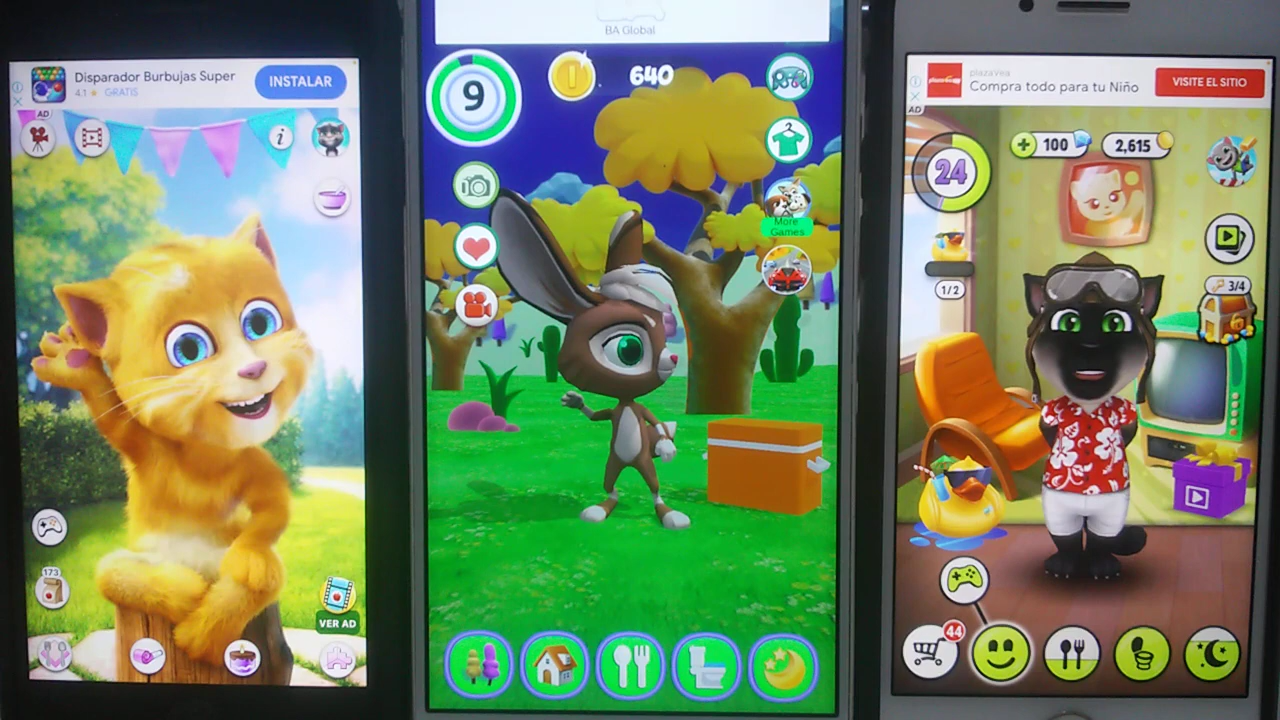 Disparador Burbujas Super
4.1 ★ GRATIS
INSTALAR
AD
i
173
VER AD
BA Global
9
640
More
Games
AD
plazaVea
plazaVea
Compra todo para tu Niño
VISITE EL SITIO
24
100
2,615
1/2
3/4
44